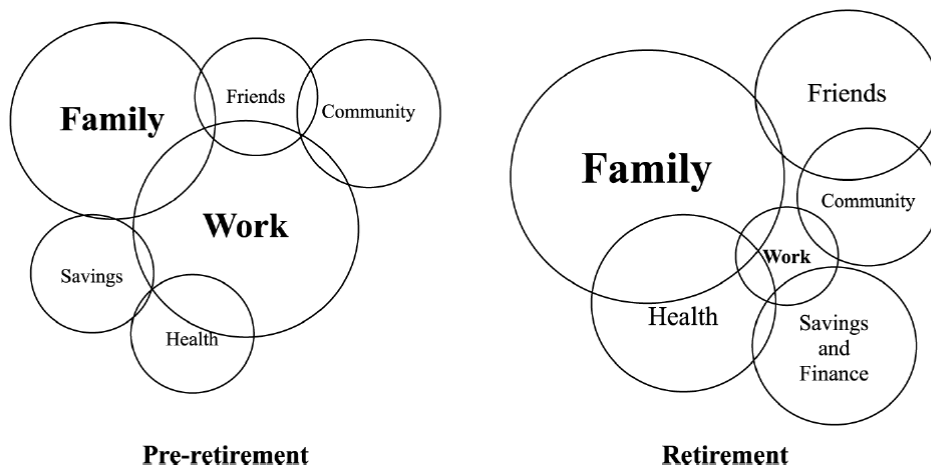 Family
Friends
Community
Work
Savings
Health
Pre-retirement
Friends
Family
Community
Work
Health
Savings
and
Finance
Retirement